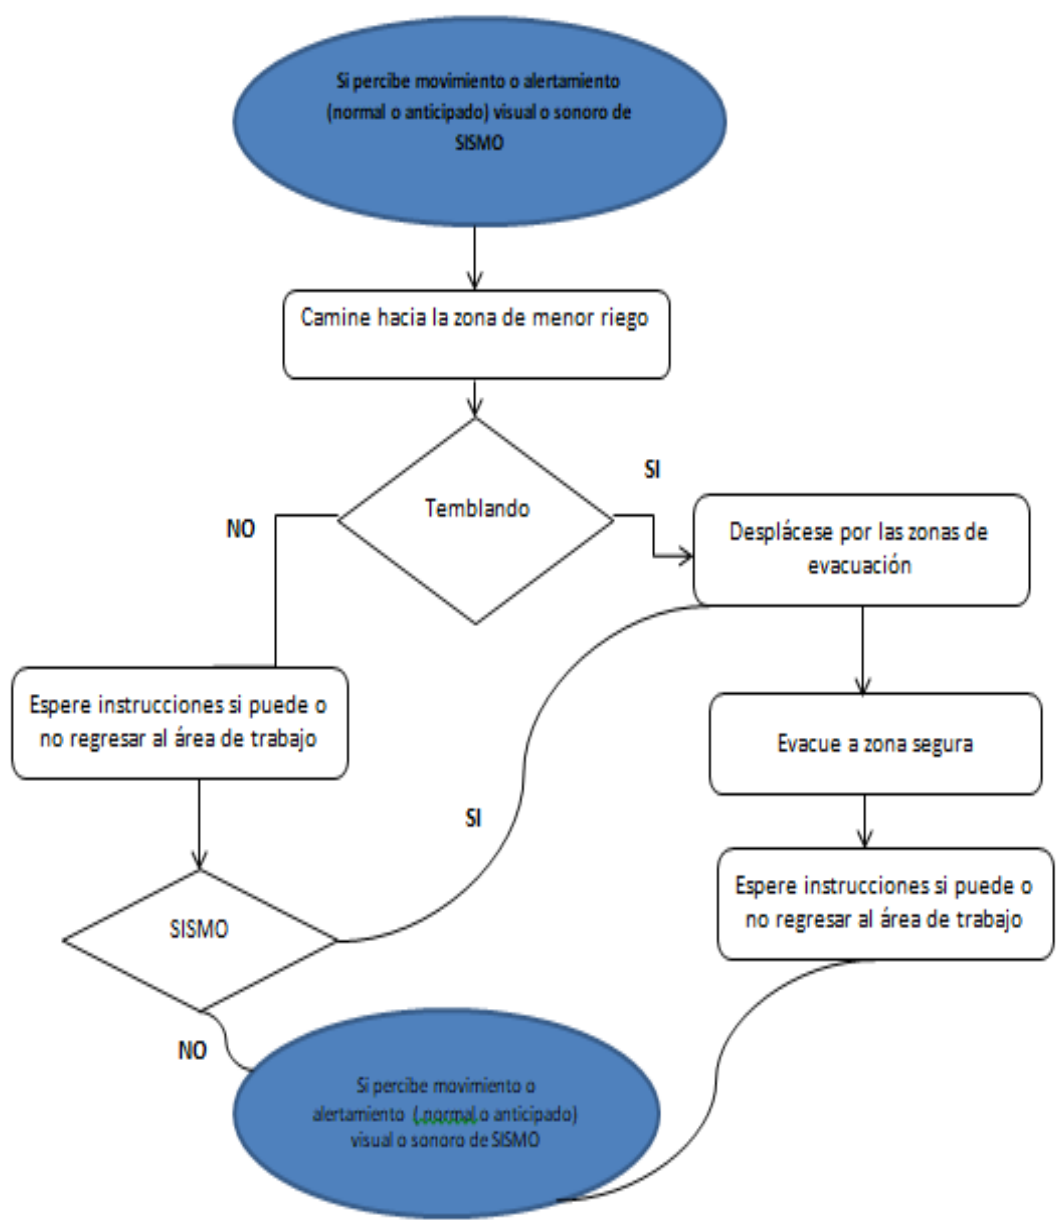 Si percibe movimiento o alertamiento
(normal o anticipado) visual o sonoro de
SISMO
Camine hacia la zona de menor riego
Temblando
SI
NO
Desplácese por las zonas de
evacuación
Espere instrucciones si puede o
no regresar al área de trabajo
Evacue a zona segura
SI
Espere instrucciones si puede o
no regresar al área de trabajo
SISMO
NO
Si percibe movimiento o
alertamiento ( normal o anticipado)
visual o sonoro de SISMO